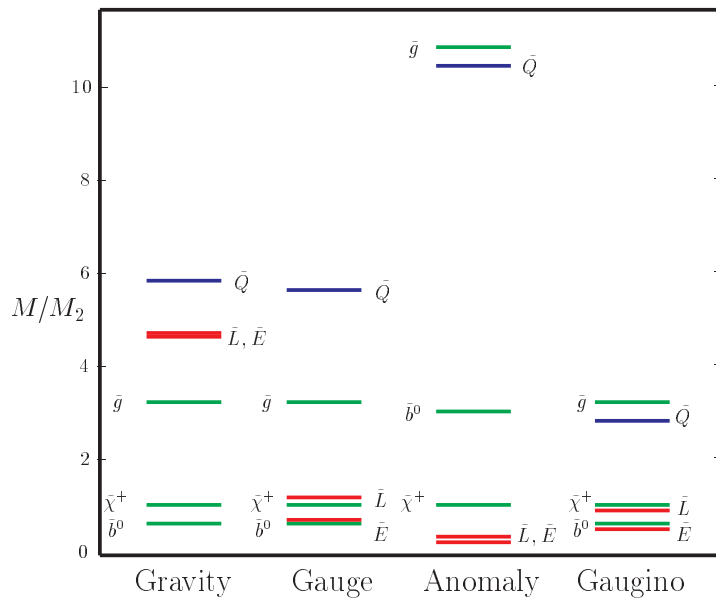 g̃
Q̃
10
8
6
Q̃
Q̃
M/M₂
L̃, Ẽ
4
g̃
g̃
b̃⁰
g̃
Q̃
2
χ̃⁺
χ̃⁺ L̃
χ̃⁺
χ̃⁺ L̃
b̃⁰
b̃⁰ Ẽ
L̃, Ẽ
b̃⁰ Ẽ
0
Gravity Gauge Anomaly Gaugino